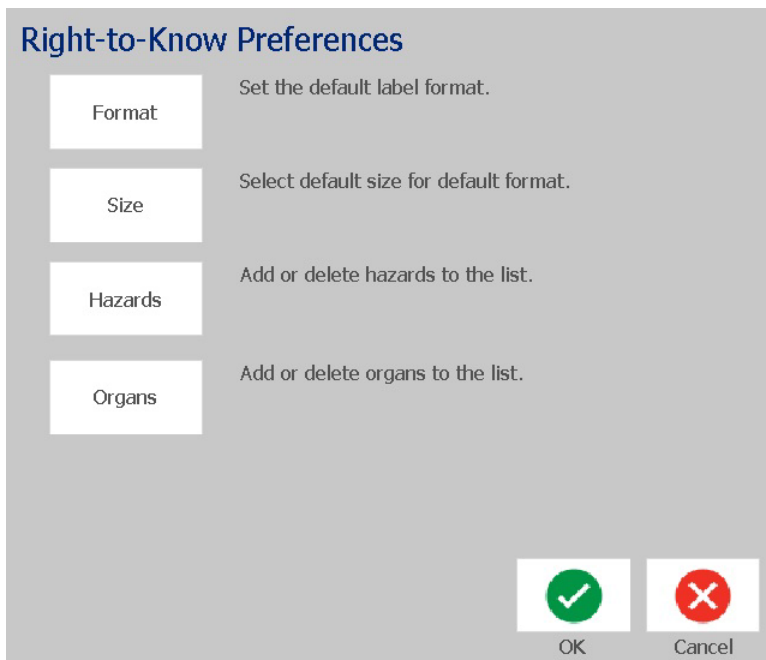 Right-to-Know Preferences
Format
Set the default label format.
Size
Select default size for default format.
Hazards
Add or delete hazards to the list.
Organs
Add or delete organs to the list.
OK
Cancel